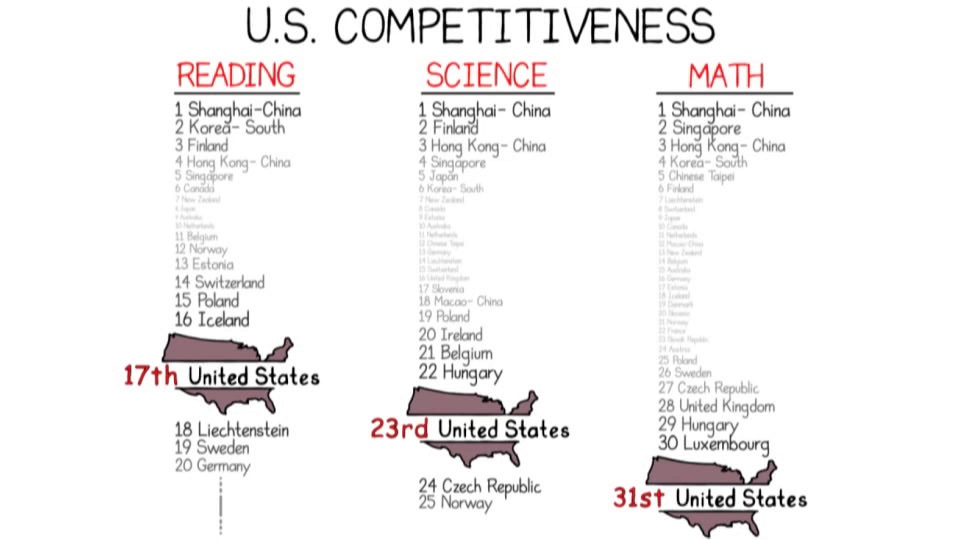 U.S. COMPETITIVENESS
READING
1 Shanghai-China
2 Korea- South
3 Finland
4 Hong Kong- China
5 Singapore
6 Canada
7 New Zealand
8 Japan
9 Australia
10 Netherlands
11 Belgium
12 Norway
13 Estonia
14 Switzerland
15 Poland
16 Iceland
17th United States
18 Liechtenstein
19 Sweden
20 Germany
SCIENCE
1 Shanghai- China
2 Finland
3 Hong Kong- China
4 Singapore
5 Japan
6 Korea- South
7 New Zealand
8 Canada
9 Estonia
10 Australia
11 Netherlands
12 Chinese Taipei
13 Germany
14 Liechtenstein
15 Switzerland
16 United Kingdom
17 Slovenia
18 Macao- China
19 Poland
20 Ireland
21 Belgium
22 Hungary
23rd United States
24 Czech Republic
25 Norway
MATH
1 Shanghai- China
2 Singapore
3 Hong Kong- China
4 Korea- South
5 Chinese Taipei
6 Finland
7 Liechtenstein
8 Switzerland
9 Japan
10 Canada
11 Netherlands
12 Macao-China
13 New Zealand
14 Belgium
15 Australia
16 Germany
17 Estonia
18 Iceland
19 Denmark
20 Slovenia
21 Norway
22 France
23 Slovak Republic
24 Austria
25 Poland
26 Sweden
27 Czech Republic
28 United Kingdom
29 Hungary
30 Luxembourg
31st United States